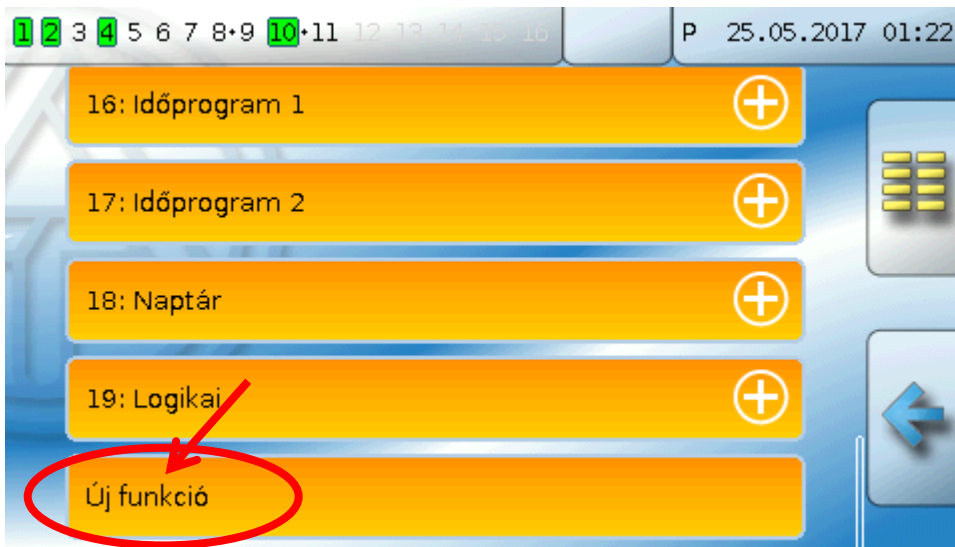 1 2 3 4 5 6 7 8•9 10•11 12 13 14 15 16 P 25.05.2017 01:22
16: Időprogram 1
17: Időprogram 2
18: Naptár
19: Logikai
Új funkció